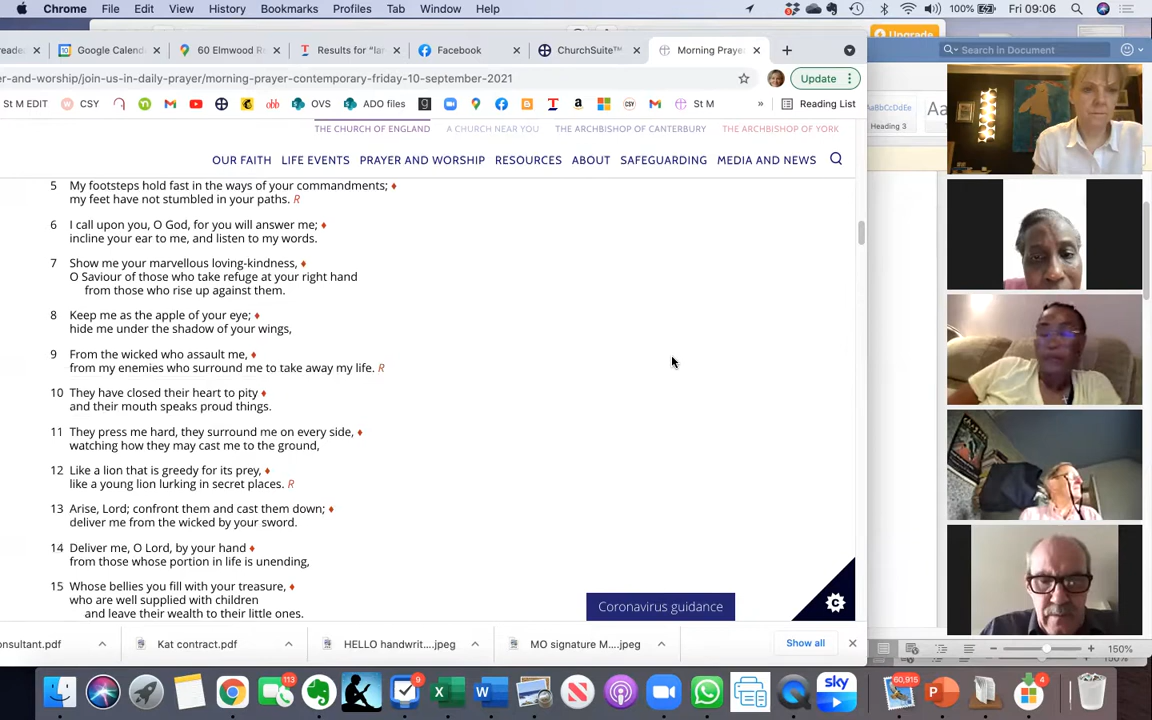 Chrome File Edit View History Bookmarks Profiles Tab Window Help 100% Fri 09:06
Upgrade
Google Calend
60 Elmwood R
Results for "lar
Facebook
ChurchSuite™
Morning Praye
Search in Document
er-and-worship/join-us-in-daily-prayer/morning-prayer-contemporary-friday-10-september-2021
Update
St M EDIT CSY OVS ADO files St M » Reading List
AaBbCcDdEe
Heading 3
THE CHURCH OF ENGLAND A CHURCH NEAR YOU THE ARCHBISHOP OF CANTERBURY THE ARCHBISHOP OF YORK
OUR FAITH LIFE EVENTS PRAYER AND WORSHIP RESOURCES ABOUT SAFEGUARDING MEDIA AND NEWS
5 My footsteps hold fast in the ways of your commandments; ♦
my feet have not stumbled in your paths. R
6 I call upon you, O God, for you will answer me; ♦
incline your ear to me, and listen to my words.
7 Show me your marvellous loving-kindness, ♦
O Saviour of those who take refuge at your right hand
from those who rise up against them.
8 Keep me as the apple of your eye; ♦
hide me under the shadow of your wings,
9 From the wicked who assault me, ♦
from my enemies who surround me to take away my life. R
10 They have closed their heart to pity ♦
and their mouth speaks proud things.
11 They press me hard, they surround me on every side, ♦
watching how they may cast me to the ground,
12 Like a lion that is greedy for its prey, ♦
like a young lion lurking in secret places. R
13 Arise, Lord; confront them and cast them down; ♦
deliver me from the wicked by your sword.
14 Deliver me, O Lord, by your hand ♦
from those whose portion in life is unending,
15 Whose bellies you fill with your treasure, ♦
who are well supplied with children
and leave their wealth to their little ones.
Coronavirus guidance
onsultant.pdf
Kat contract.pdf
HELLO handwrit....jpeg
MO signature M....jpeg
Show all
150%
113
9
sky
60,915
4